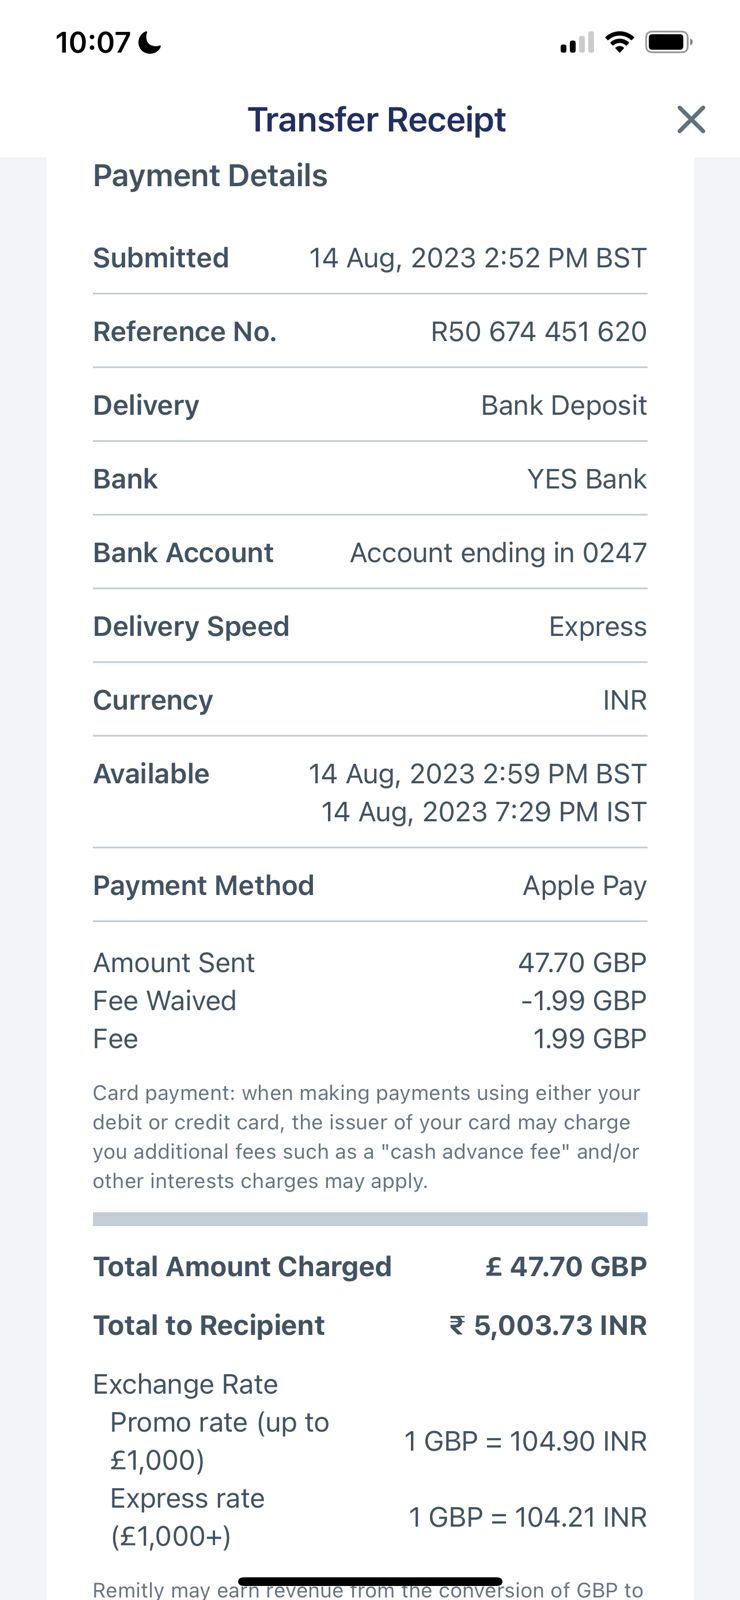 10:07
Transfer Receipt
Payment Details
Submitted 14 Aug, 2023 2:52 PM BST
Reference No. R50 674 451 620
Delivery Bank Deposit
Bank YES Bank
Bank Account Account ending in 0247
Delivery Speed Express
Currency INR
Available 14 Aug, 2023 2:59 PM BST
14 Aug, 2023 7:29 PM IST
Payment Method Apple Pay
Amount Sent 47.70 GBP
Fee Waived -1.99 GBP
Fee 1.99 GBP
Card payment: when making payments using either your
debit or credit card, the issuer of your card may charge
you additional fees such as a "cash advance fee" and/or
other interests charges may apply.
Total Amount Charged £ 47.70 GBP
Total to Recipient ₹ 5,003.73 INR
Exchange Rate
Promo rate (up to
£1,000) 1 GBP = 104.90 INR
Express rate
(£1,000+) 1 GBP = 104.21 INR
Remitly may earn revenue from the conversion of GBP to